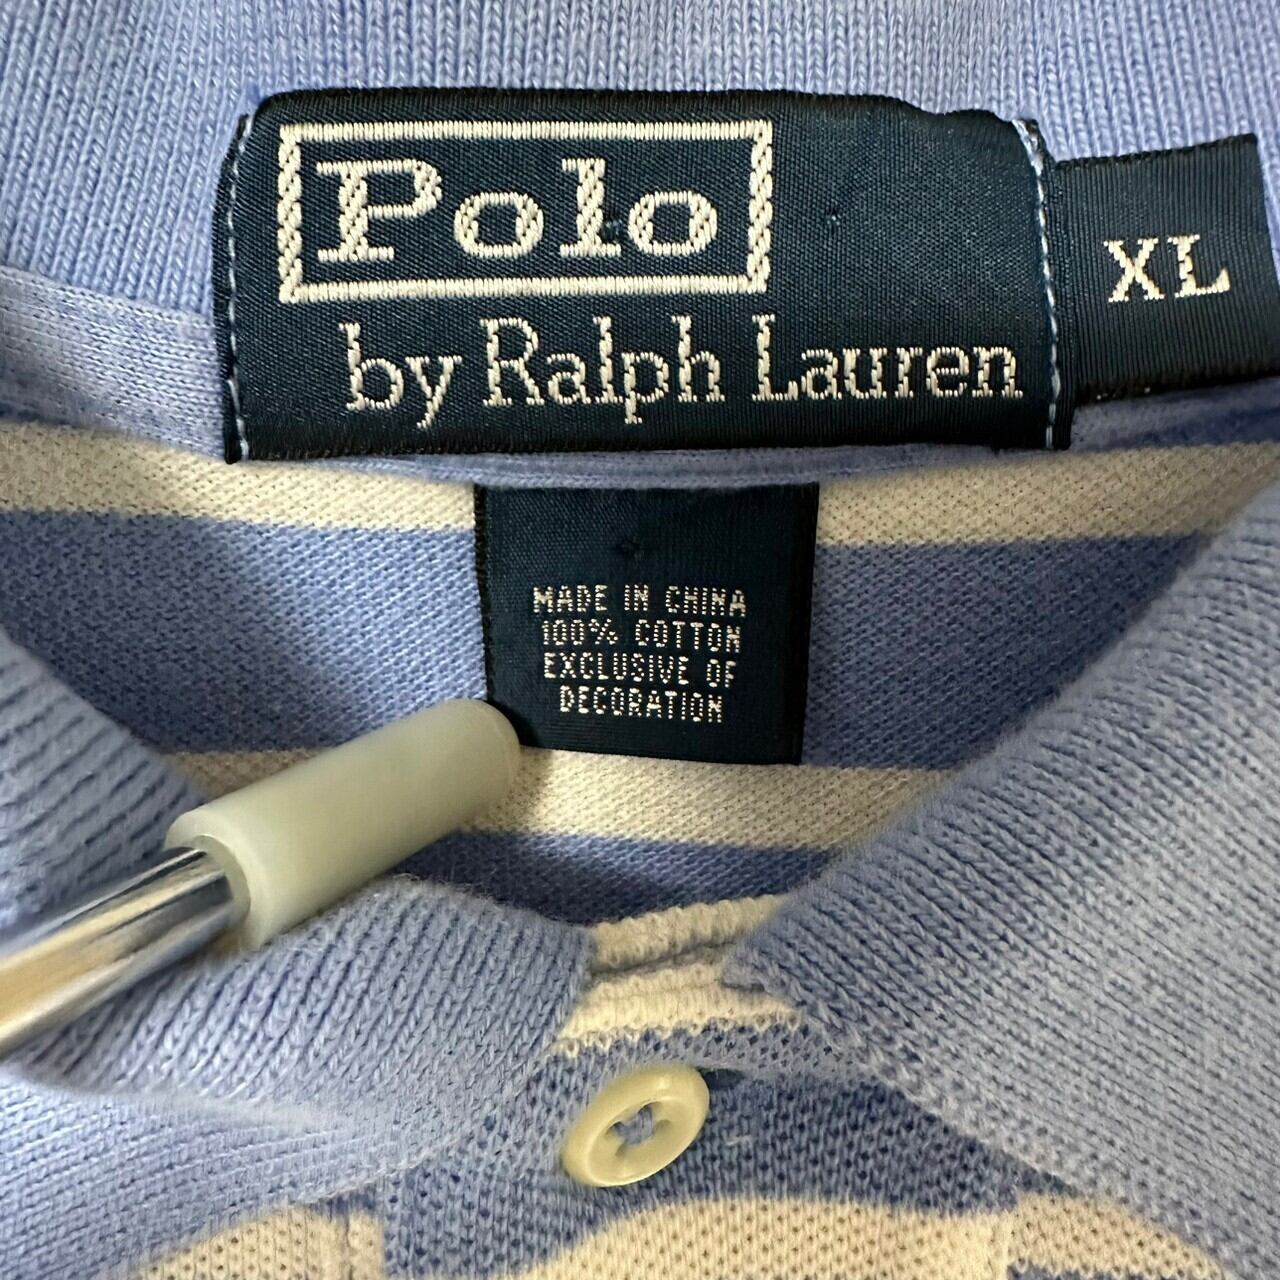 Polo
by Ralph Lauren
XL
MADE IN CHINA
100% COTTON
EXCLUSIVE OF
DECORATION